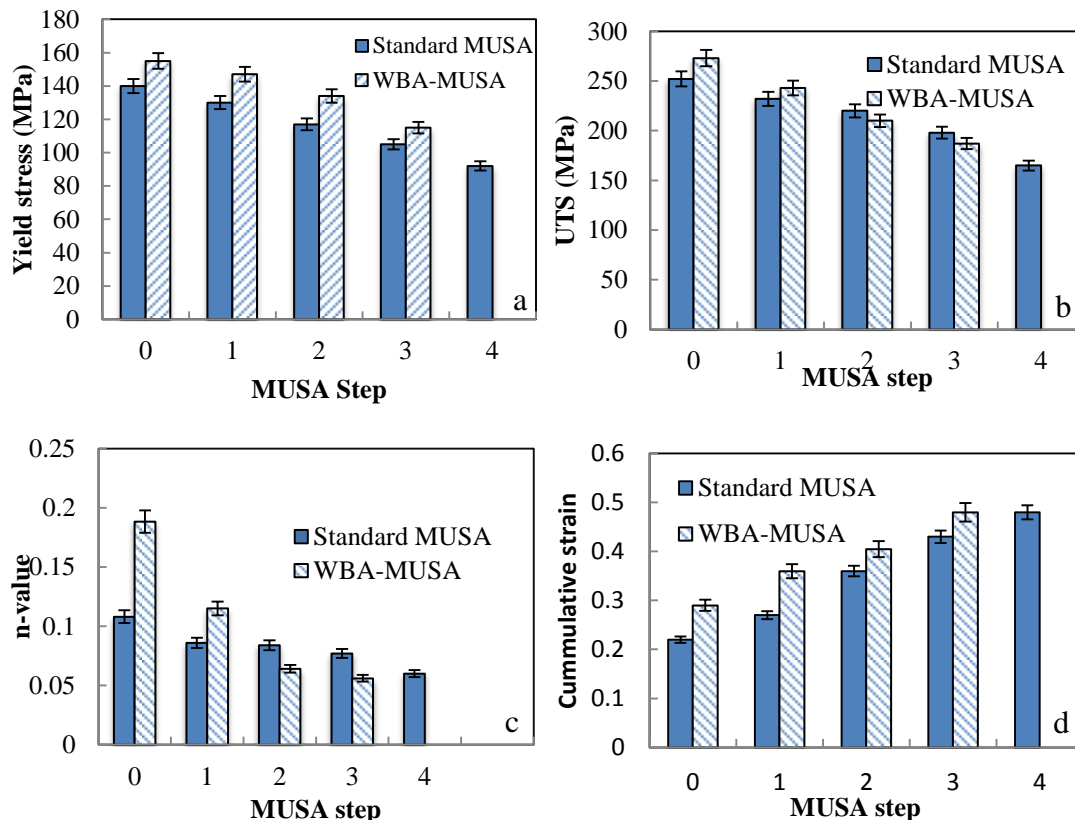 180
160
140
120
100
80
60
40
20
0
Yield stress (MPa)
Standard MUSA
WBA-MUSA
a
0 1 2 3 4
MUSA Step
300
250
200
150
100
50
0
UTS (MPa)
Standard MUSA
WBA-MUSA
b
0 1 2 3 4
MUSA step
0.25
0.2
0.15
0.1
0.05
0
n-value
Standard MUSA
WBA-MUSA
c
0 1 2 3 4
MUSA step
0.6
0.5
0.4
0.3
0.2
0.1
0
Cummulative strain
Standard MUSA
WBA-MUSA
d
0 1 2 3 4
MUSA step